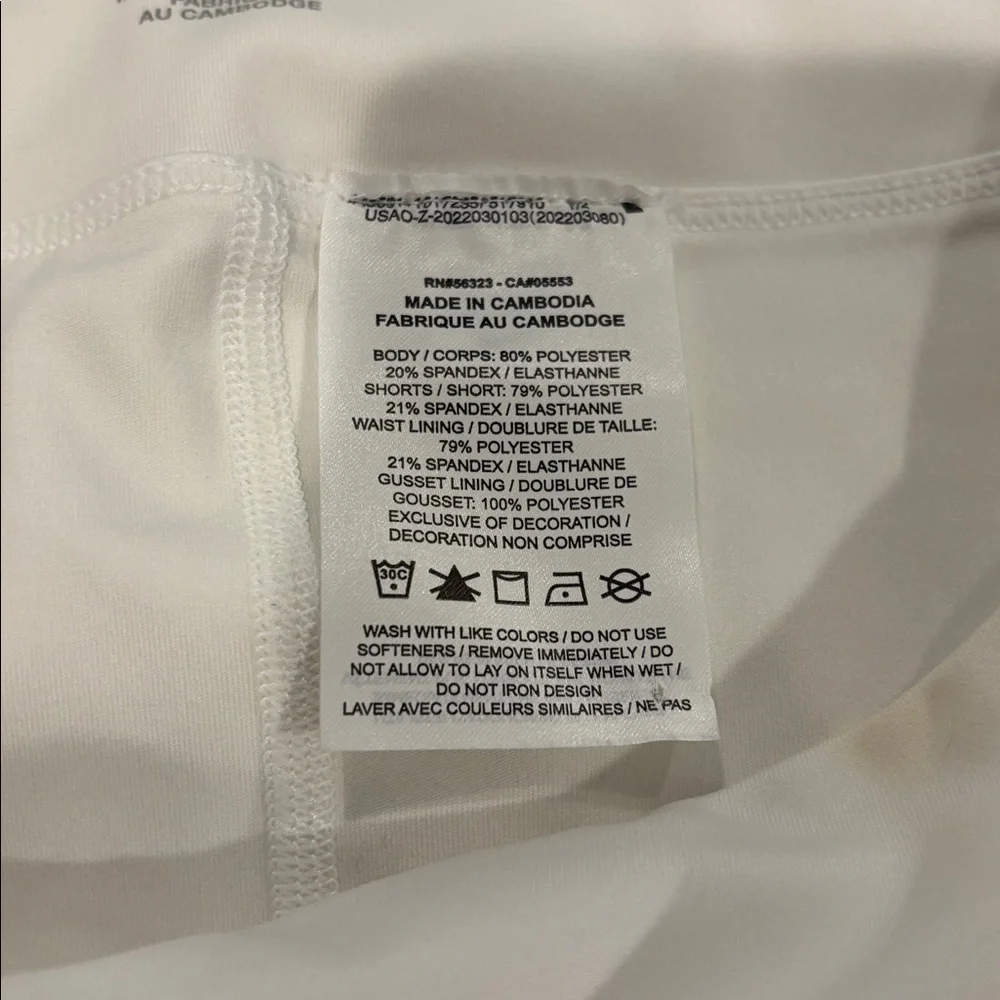 AU CAMBODGE
USAO-Z-2022030103(202203080)
RN#56323 - CA#05553
MADE IN CAMBODIA
FABRIQUE AU CAMBODGE
BODY / CORPS: 80% POLYESTER
20% SPANDEX / ELASTHANNE
SHORTS / SHORT: 79% POLYESTER
21% SPANDEX / ELASTHANNE
WAIST LINING / DOUBLURE DE TAILLE:
79% POLYESTER
21% SPANDEX / ELASTHANNE
GUSSET LINING / DOUBLURE DE
GOUSSET: 100% POLYESTER
EXCLUSIVE OF DECORATION /
DECORATION NON COMPRISE
30C
WASH WITH LIKE COLORS / DO NOT USE
SOFTENERS / REMOVE IMMEDIATELY / DO
NOT ALLOW TO LAY ON ITSELF WHEN WET /
DO NOT IRON DESIGN
LAVER AVEC COULEURS SIMILAIRES / NE PAS